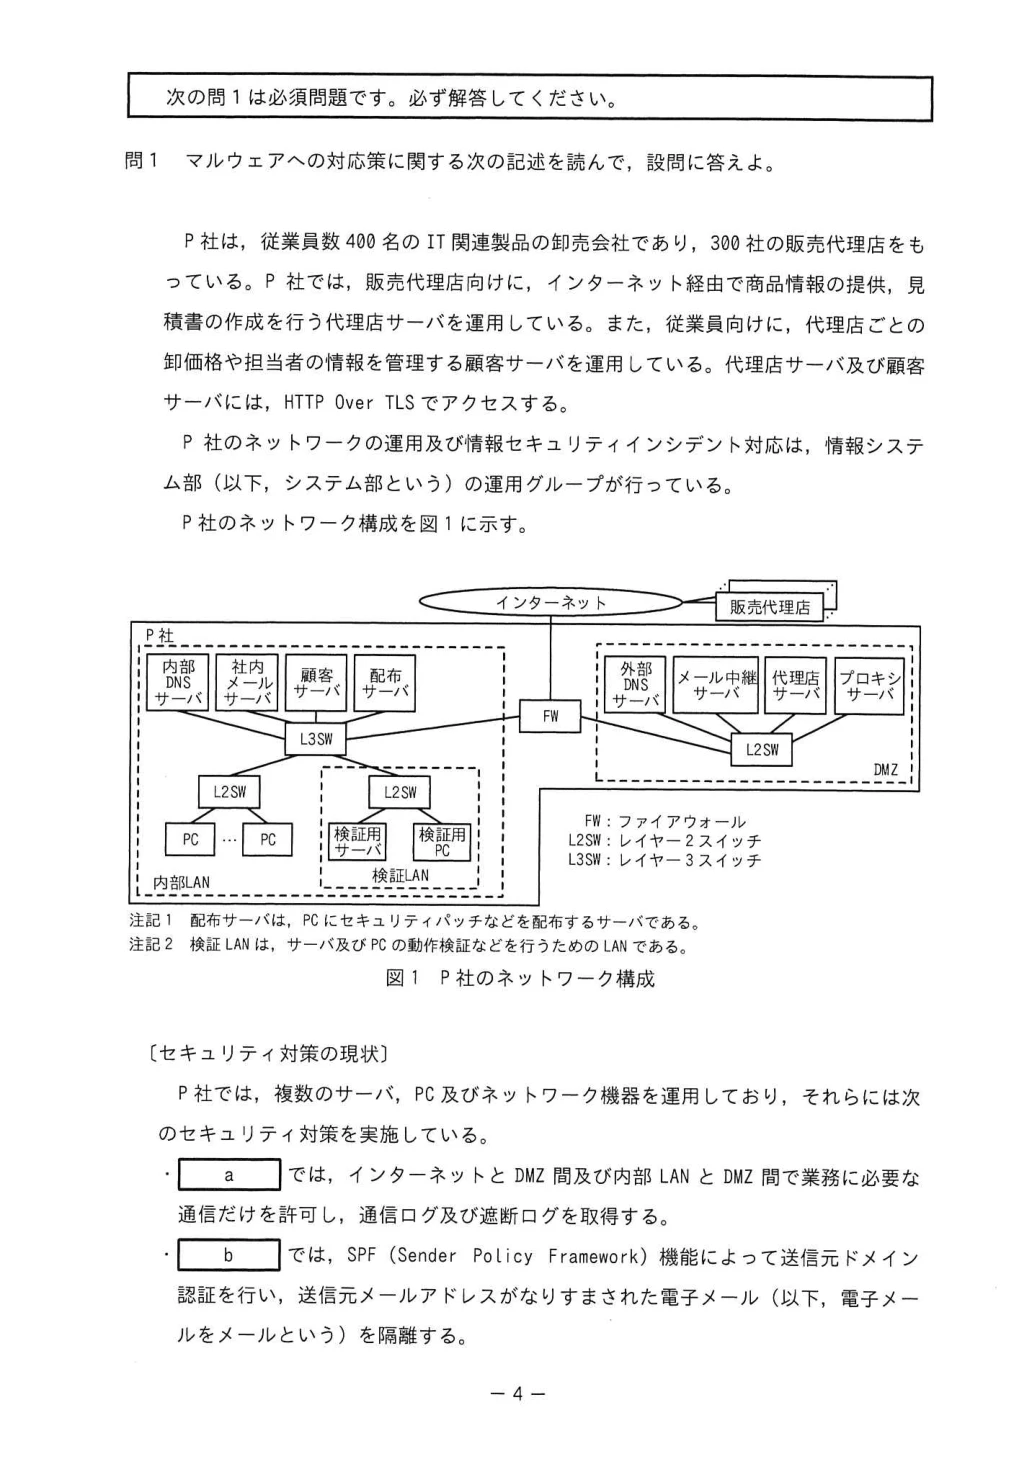 次の問1は必須問題です。必ず解答してください。
問1 マルウェアへの対応策に関する次の記述を読んで，設問に答えよ。
P社は，従業員数400名のIT関連製品の卸売会社であり，300社の販売代理店をも
っている。P社では，販売代理店向けに，インターネット経由で商品情報の提供，見
積書の作成を行う代理店サーバを運用している。また，従業員向けに，代理店ごとの
卸価格や担当者の情報を管理する顧客サーバを運用している。代理店サーバ及び顧客
サーバには，HTTP Over TLSでアクセスする。
P社のネットワークの運用及び情報セキュリティインシデント対応は，情報システ
ム部（以下，システム部という）の運用グループが行っている。
P社のネットワーク構成を図1に示す。
インターネット
販売代理店
P社
内部
DNS
サーバ
社内
メール
サーバ
顧客
サーバ
配布
サーバ
外部
DNS
サーバ
メール中継
サーバ
代理店
サーバ
プロキシ
サーバ
FW
L3SW
L2SW
DMZ
L2SW
L2SW
PC
…
PC
検証用
サーバ
検証用
PC
検証LAN
内部LAN
FW：ファイアウォール
L2SW：レイヤー2スイッチ
L3SW：レイヤー3スイッチ
注記1 配布サーバは，PCにセキュリティパッチなどを配布するサーバである。
注記2 検証LANは，サーバ及びPCの動作検証などを行うためのLANである。
図1 P社のネットワーク構成
〔セキュリティ対策の現状〕
P社では，複数のサーバ，PC及びネットワーク機器を運用しており，それらには次
のセキュリティ対策を実施している。
・ a では，インターネットとDMZ間及び内部LANとDMZ間で業務に必要な
通信だけを許可し，通信ログ及び遮断ログを取得する。
・ b では，SPF（Sender Policy Framework）機能によって送信元ドメイン
認証を行い，送信元メールアドレスがなりすまされた電子メール（以下，電子メー
ルをメールという）を隔離する。
－4－